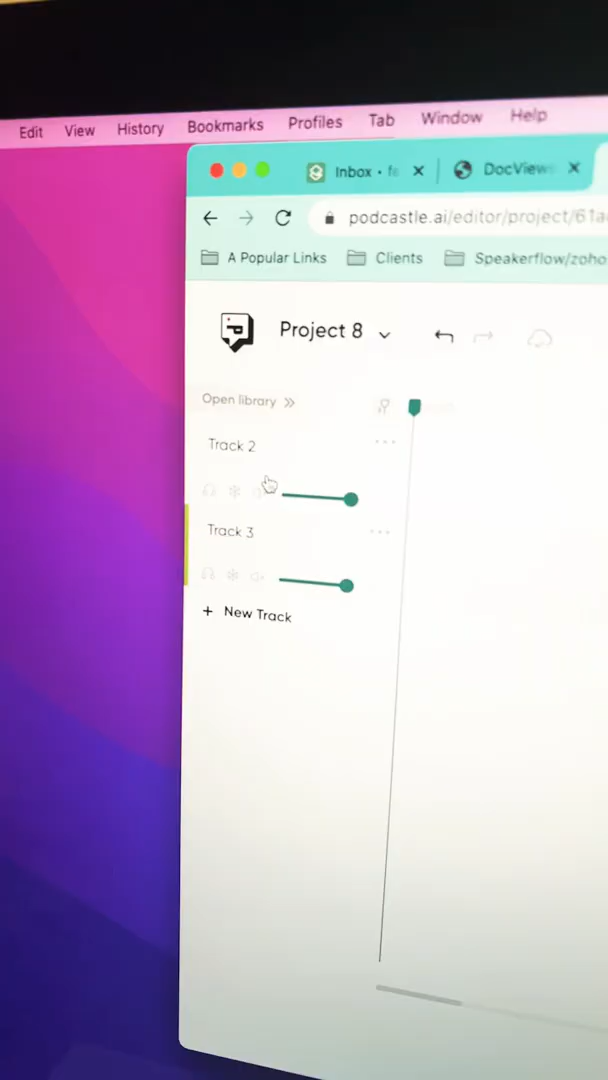 Edit View History Bookmarks Profiles Tab Window Help
Inbox • DocView
podcastle.ai/editor/project/61a
A Popular Links Clients Speakerflow/zoho
Project 8
Open library
Track 2
Track 3
+ New Track